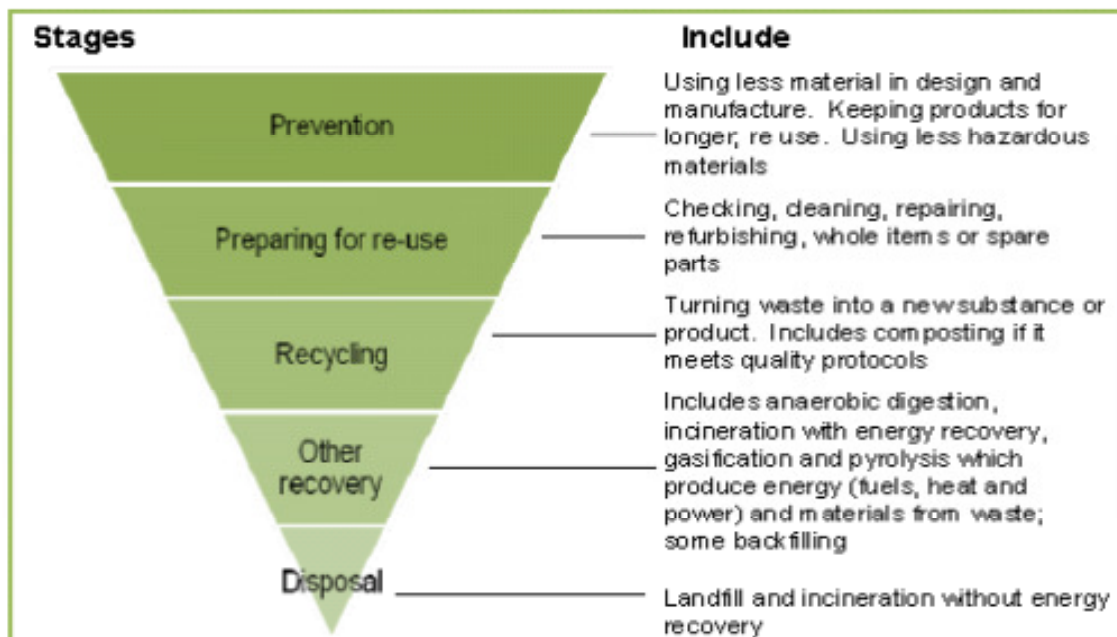 Stages
Include
Prevention
Using less material in design and
manufacture. Keeping products for
longer, re use. Using less hazardous
materials
Preparing for re-use
Checking, cleaning, repairing,
refurbishing, whole items or spare
parts
Recycling
Turning waste into a new substance or
product. Includes composting if it
meets quality protocols
Other
recovery
Includes anaerobic digestion,
incineration with energy recovery,
gasification and pyrolysis which
produce energy (fuels, heat and
power) and materials from waste;
some backfilling
Disposal
Landfill and incineration without energy
recovery